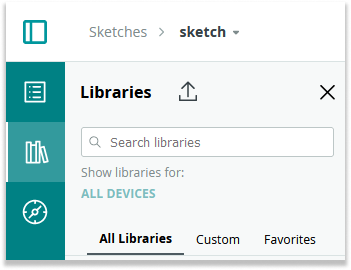 Sketches > sketch
Libraries
Search libraries
Show libraries for:
ALL DEVICES
All Libraries Custom Favorites